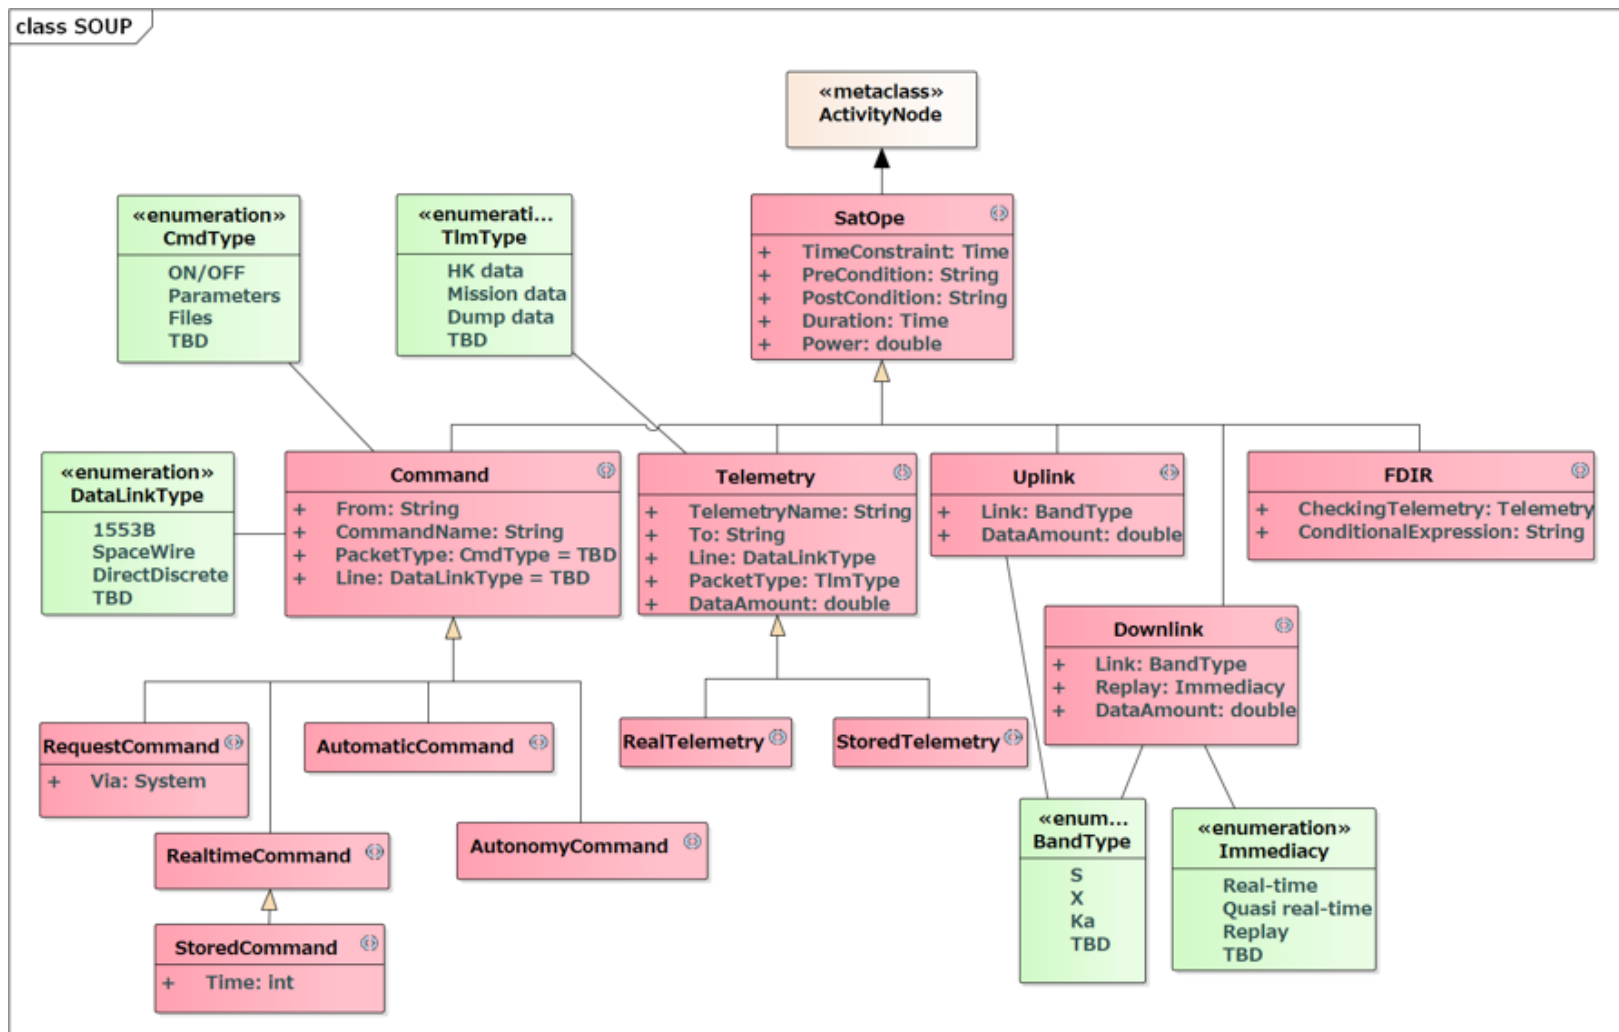 class SOUP
«metaclass»
ActivityNode
«enumeration»
CmdType
ON/OFF
Parameters
Files
TBD
«enumerati...
TlmType
HK data
Mission data
Dump data
TBD
SatOpe
+ TimeConstraint: Time
+ PreCondition: String
+ PostCondition: String
+ Duration: Time
+ Power: double
«enumeration»
DataLinkType
1553B
SpaceWire
DirectDiscrete
TBD
Command
+ From: String
+ CommandName: String
+ PacketType: CmdType = TBD
+ Line: DataLinkType = TBD
Telemetry
+ TelemetryName: String
+ To: String
+ Line: DataLinkType
+ PacketType: TlmType
+ DataAmount: double
Uplink
+ Link: BandType
+ DataAmount: double
FDIR
+ CheckingTelemetry: Telemetry
+ ConditionalExpression: String
Downlink
+ Link: BandType
+ Replay: Immediacy
+ DataAmount: double
RequestCommand
+ Via: System
AutomaticCommand
RealTelemetry
StoredTelemetry
RealtimeCommand
AutonomyCommand
StoredCommand
+ Time: int
«enum...
BandType
S
X
Ka
TBD
«enumeration»
Immediacy
Real-time
Quasi real-time
Replay
TBD